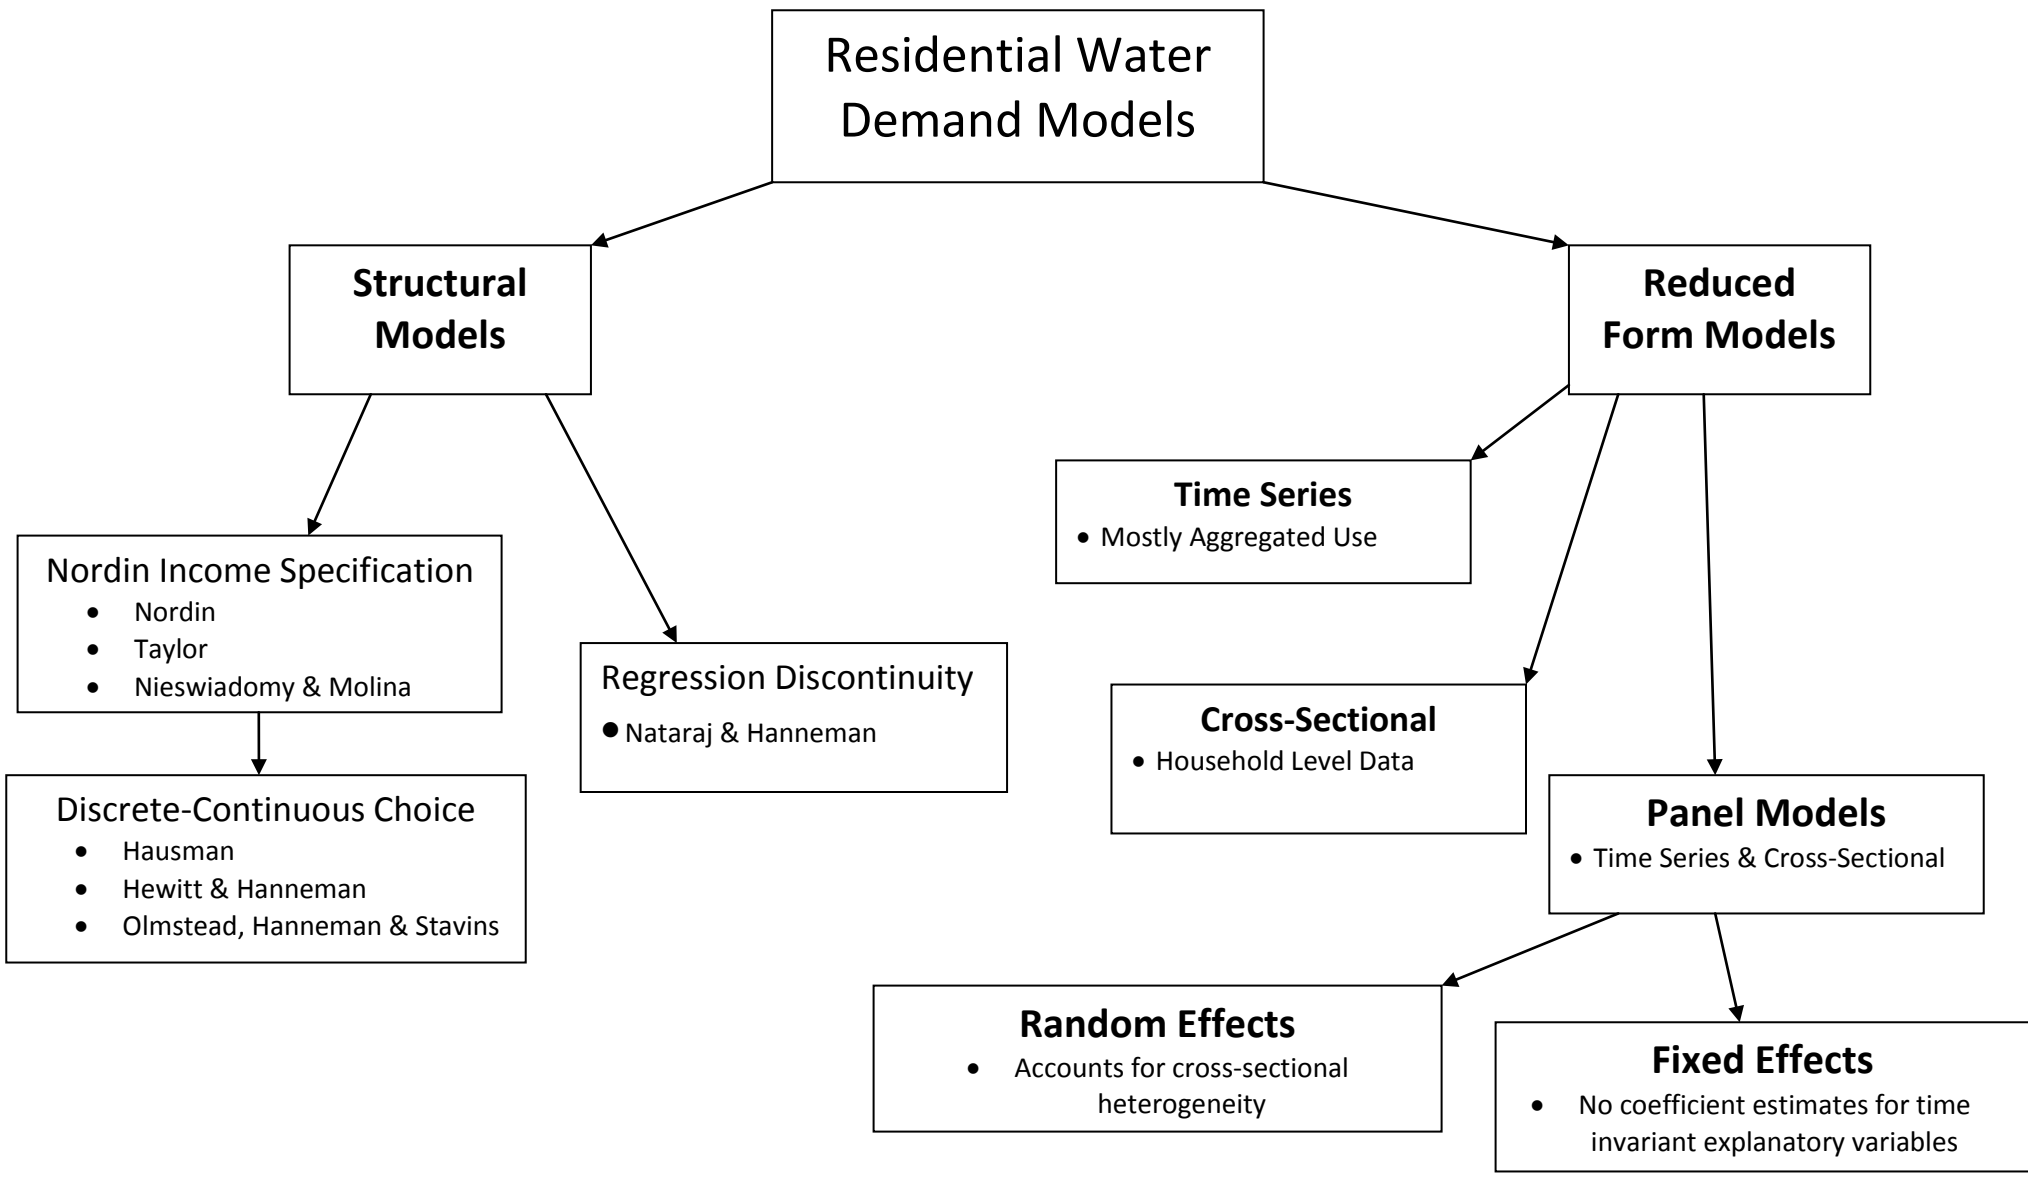 Residential Water
Demand Models
Structural
Models
Reduced
Form Models
Time Series
• Mostly Aggregated Use
Nordin Income Specification
• Nordin
• Taylor
• Nieswiadomy & Molina
Regression Discontinuity
• Nataraj & Hanneman
Cross-Sectional
• Household Level Data
Discrete-Continuous Choice
• Hausman
• Hewitt & Hanneman
• Olmstead, Hanneman & Stavins
Panel Models
• Time Series & Cross-Sectional
Random Effects
• Accounts for cross-sectional
heterogeneity
Fixed Effects
• No coefficient estimates for time
invariant explanatory variables